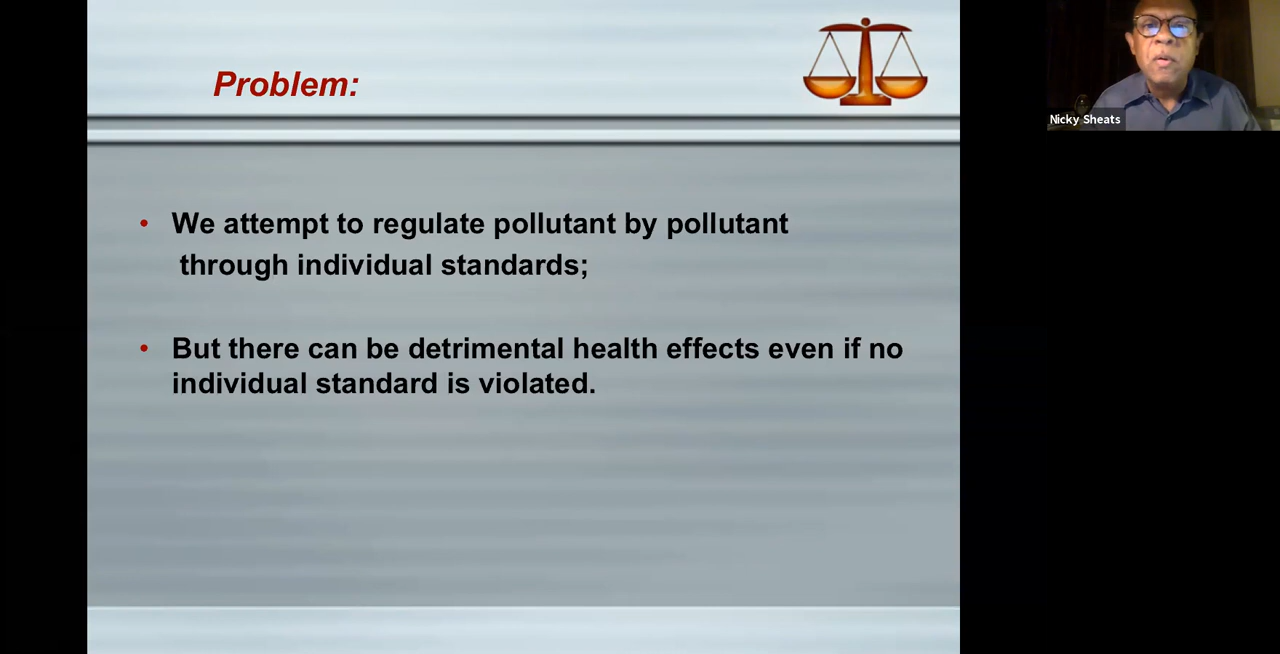 Problem:
Nicky Sheats
• We attempt to regulate pollutant by pollutant
through individual standards;
• But there can be detrimental health effects even if no
individual standard is violated.